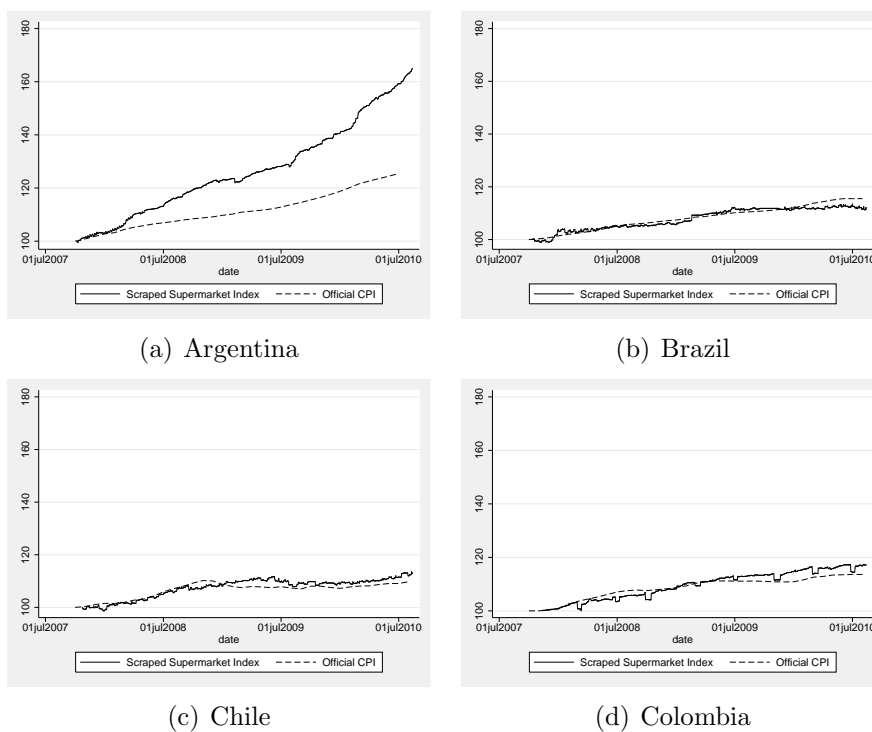 180
160
140
120
100
01jul2007 01jul2008 01jul2009 01jul2010
date
Scraped Supermarket Index Official CPI
(a) Argentina
180
160
140
120
100
01jul2007 01jul2008 01jul2009 01jul2010
date
Scraped Supermarket Index Official CPI
(b) Brazil
180
160
140
120
100
01jul2007 01jul2008 01jul2009 01jul2010
date
Scraped Supermarket Index Official CPI
(c) Chile
180
160
140
120
100
01jul2007 01jul2008 01jul2009 01jul2010
date
Scraped Supermarket Index Official CPI
(d) Colombia